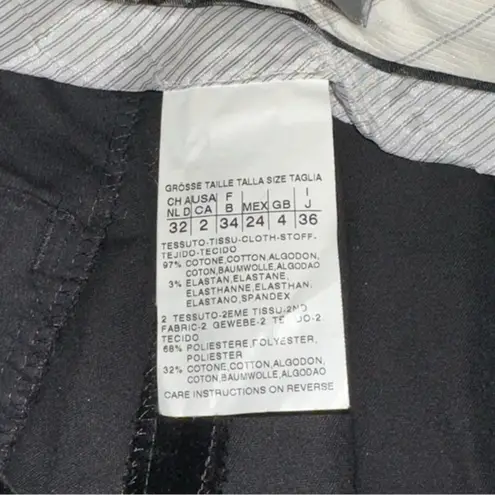 GRÖSSE TAILLE TALLA SIZE TAGLIA
CH A USA F I
NL D CA B MEX GB J
32 2 34 24 4 36
TESSUTO-TISSU-CLOTH-STOFF-
TEJIDO-TECIDO
97% COTONE,COTTON,ALGODON,
COTON,BAUMWOLLE,ALGODAO
3% ELASTAN,ELASTANE,
ELASTHANNE,ELASTHAN,
ELASTANO,SPANDEX
2 TESSUTO-2EME TISSU-2ND
FABRIC-2 GEWEBE-2 TEJIDO-2
TECIDO
68% POLIESTERE,POLYESTER,
POLIESTER
32% COTONE,COTTON,ALGODON,
COTON,BAUMWOLLE,ALGODAO
CARE INSTRUCTIONS ON REVERSE